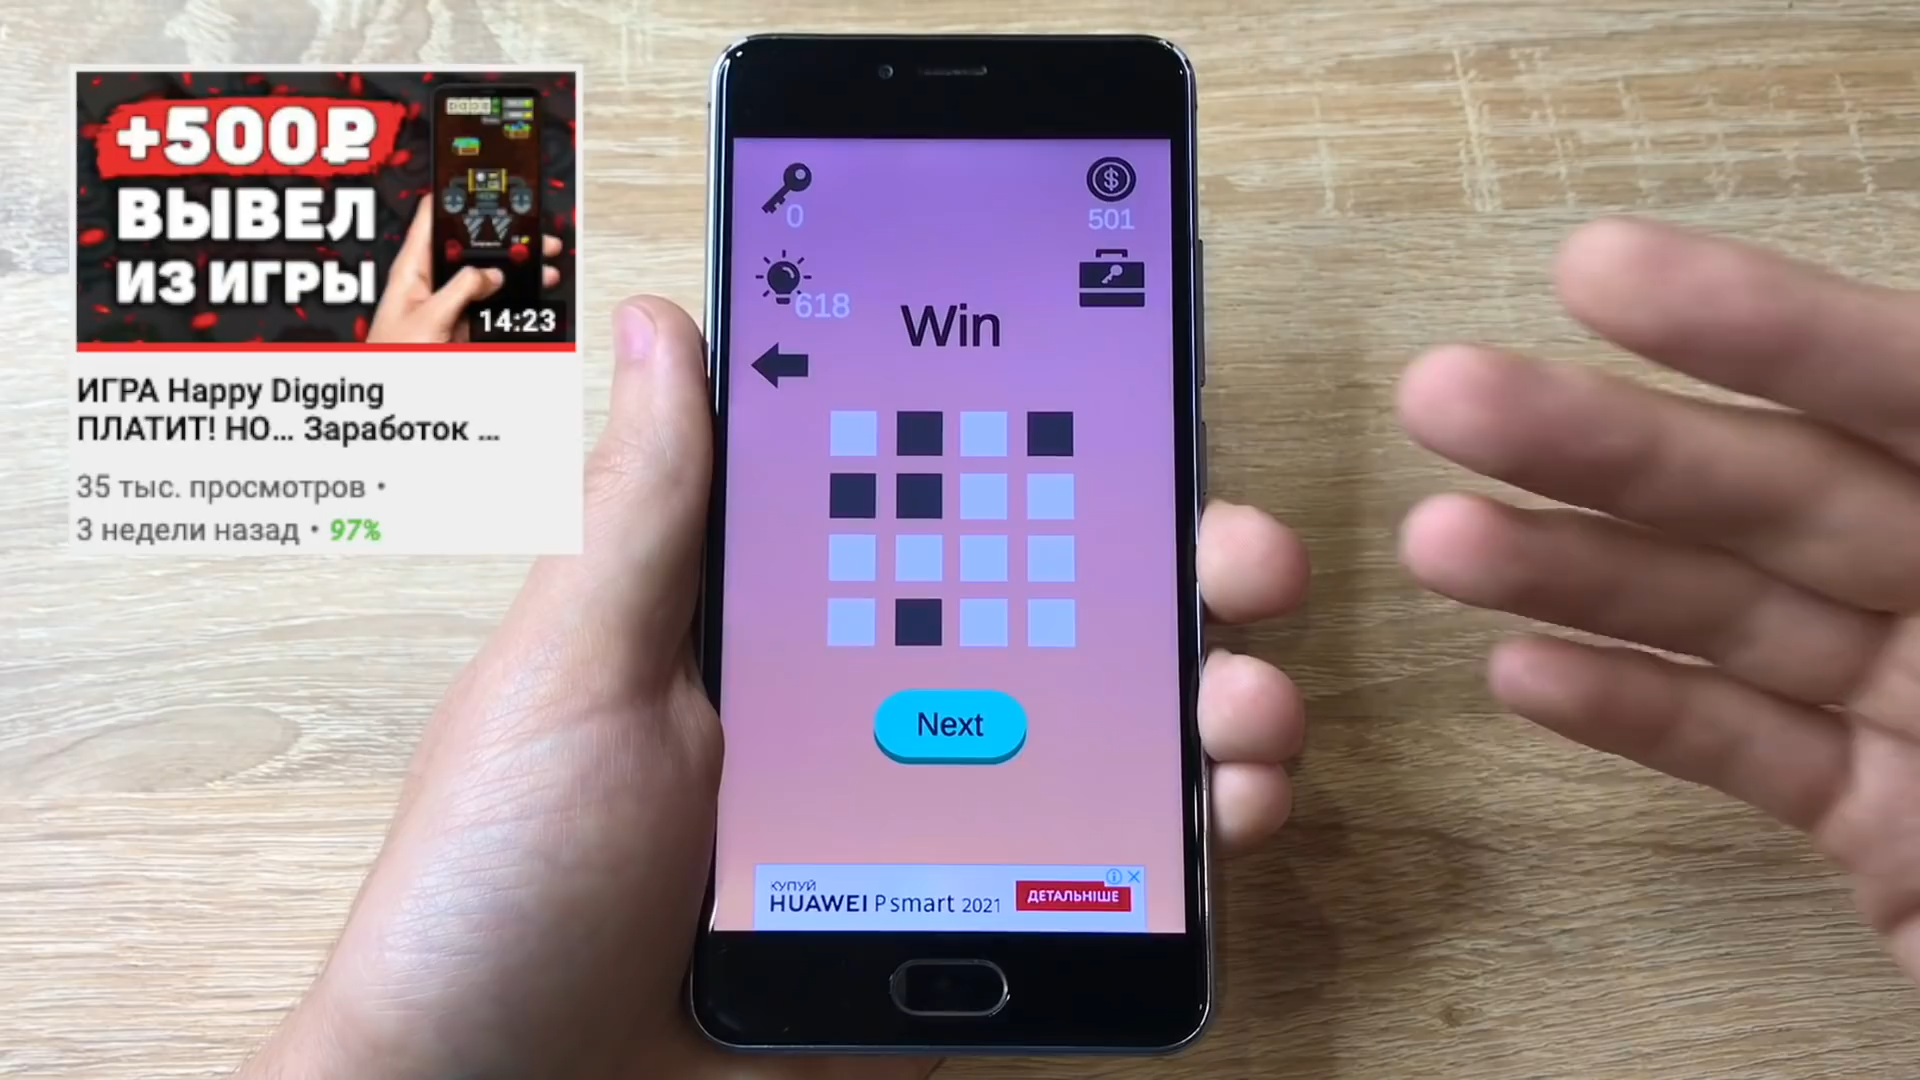 +500₽
ВЫВЕЛ
ИЗ ИГРЫ
14:23
ИГРА Happy Digging
ПЛАТИТ! НО... Заработок ...
35 тыс. просмотров •
3 недели назад • 97%
0
501
618
Win
Next
КУПУЙ
HUAWEI P smart 2021
ДЕТАЛЬНІШЕ